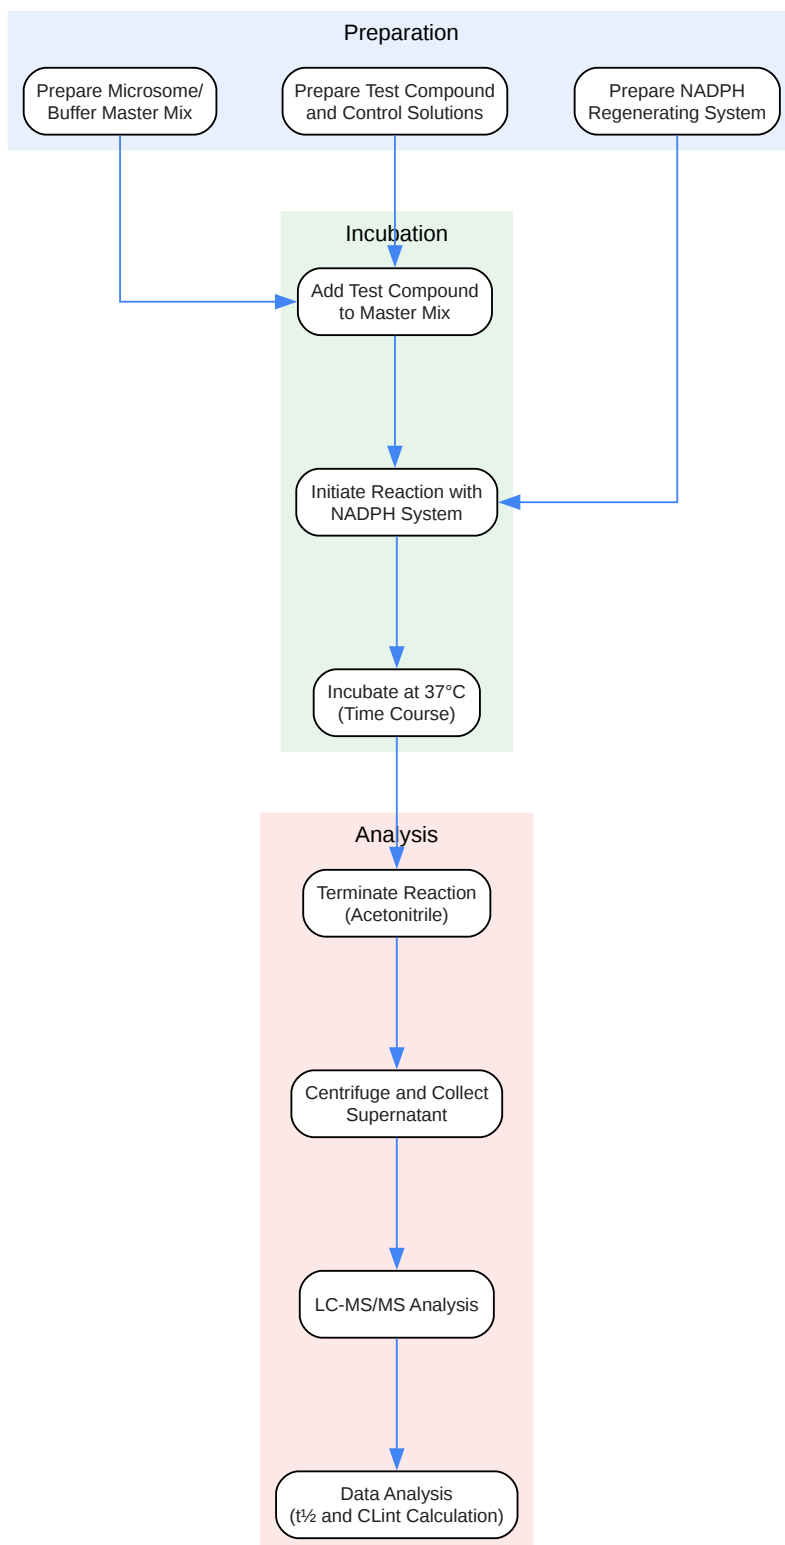 Preparation
Prepare Microsome/
Buffer Master Mix
Prepare Test Compound
and Control Solutions
Prepare NADPH
Regenerating System
Incubation
Add Test Compound
to Master Mix
Initiate Reaction with
NADPH System
Incubate at 37°C
(Time Course)
Analysis
Terminate Reaction
(Acetonitrile)
Centrifuge and Collect
Supernatant
LC-MS/MS Analysis
Data Analysis
(t½ and CLint Calculation)